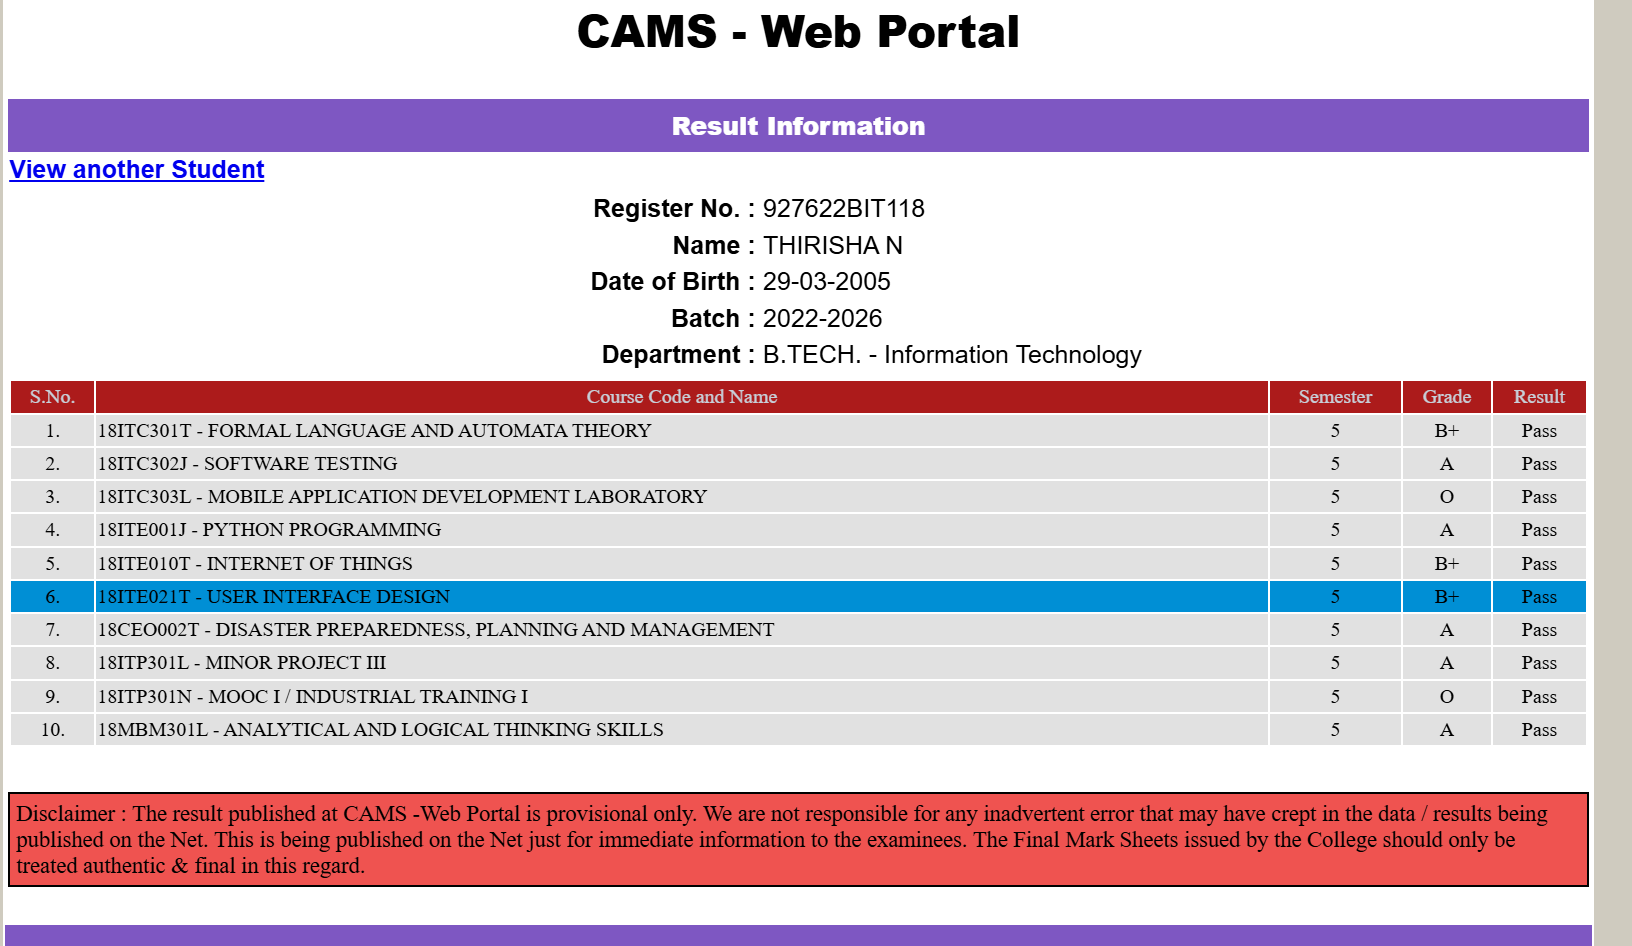 CAMS - Web Portal
Result Information
View another Student
Register No. : 927622BIT118
Name : THIRISHA N
Date of Birth : 29-03-2005
Batch : 2022-2026
Department : B.TECH. - Information Technology
S.No. Course Code and Name Semester Grade Result
1. 18ITC301T - FORMAL LANGUAGE AND AUTOMATA THEORY 5 B+ Pass
2. 18ITC302J - SOFTWARE TESTING 5 A Pass
3. 18ITC303L - MOBILE APPLICATION DEVELOPMENT LABORATORY 5 O Pass
4. 18ITE001J - PYTHON PROGRAMMING 5 A Pass
5. 18ITE010T - INTERNET OF THINGS 5 B+ Pass
6. 18ITE021T - USER INTERFACE DESIGN 5 B+ Pass
7. 18CEO002T - DISASTER PREPAREDNESS, PLANNING AND MANAGEMENT 5 A Pass
8. 18ITP301L - MINOR PROJECT III 5 A Pass
9. 18ITP301N - MOOC I / INDUSTRIAL TRAINING I 5 O Pass
10. 18MBM301L - ANALYTICAL AND LOGICAL THINKING SKILLS 5 A Pass
Disclaimer : The result published at CAMS -Web Portal is provisional only. We are not responsible for any inadvertent error that may have crept in the data / results being
published on the Net. This is being published on the Net just for immediate information to the examinees. The Final Mark Sheets issued by the College should only be
treated authentic & final in this regard.